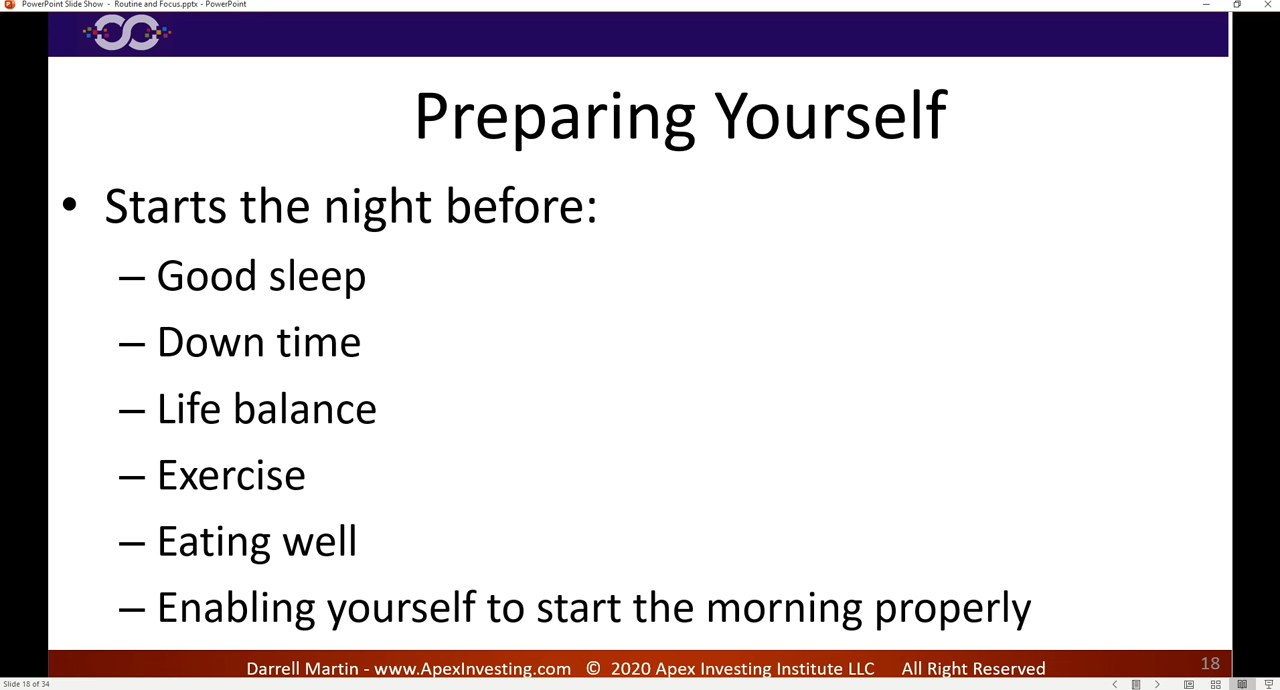 PowerPoint Slide Show - Routine and Focus.pptx - PowerPoint
Preparing Yourself
• Starts the night before:
– Good sleep
– Down time
– Life balance
– Exercise
– Eating well
– Enabling yourself to start the morning properly
Darrell Martin - www.ApexInvesting.com © 2020 Apex Investing Institute LLC All Right Reserved
18
Slide 18 of 34